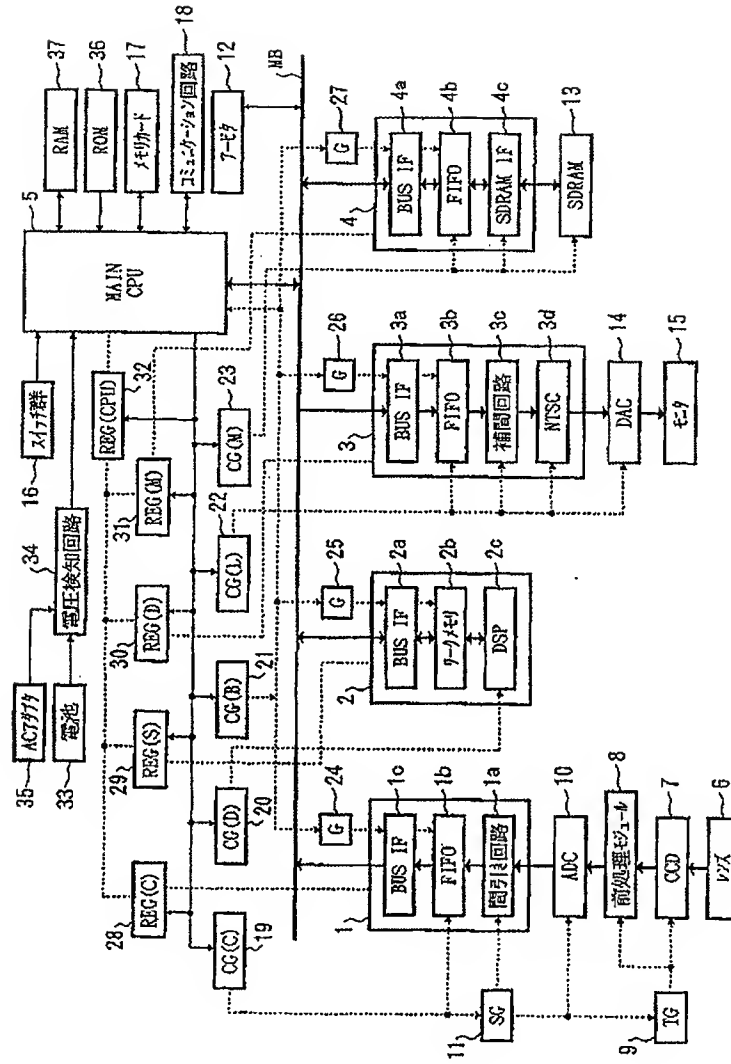 37
RAM
36
ROM
17
メモリカード
18
コミュニケーション回路
12
アービタ
MB
5
MAIN
CPU
16
スイッチ群
34
電圧検知回路
35
ACアダプタ
33
電池
32
REG(CPU)
31
REG(M)
30
REG(D)
29
REG(S)
28
REG(C)
23
CG(M)
22
CG(L)
21
CG(B)
20
CG(D)
19
CG(C)
27
G
26
G
25
G
24
G
4
BUS IF
4a
FIFO
4b
SDRAM IF
4c
SDRAM
13
3
BUS IF
3a
FIFO
3b
補間回路
3c
NTSC
3d
DAC
14
モニタ
15
2
BUS IF
2a
ワークメモリ
2b
DSP
2c
1
BUS IF
1c
FIFO
1b
間引き回路
1a
ADC
10
前処理モジュール
8
CCD
7
レンズ
6
SG
11
TG
9